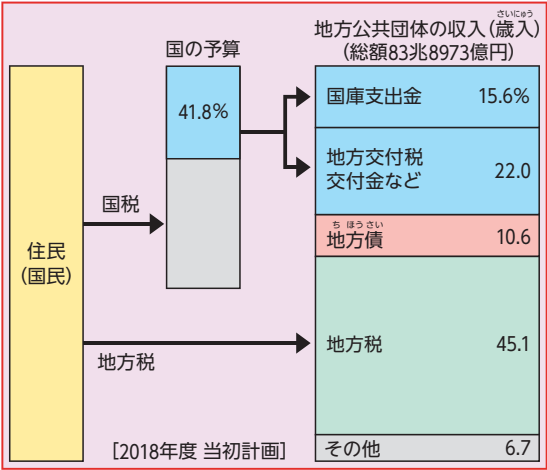 国の予算
41.8%
さいにゅう
地方公共団体の収入(歳入)
(総額83兆8973億円)
国庫支出金 15.6%
地方交付税
交付金など 22.0
ちほうさい
地方債 10.6
地方税 45.1
その他 6.7
国税
住民
(国民)
地方税
[2018年度 当初計画]